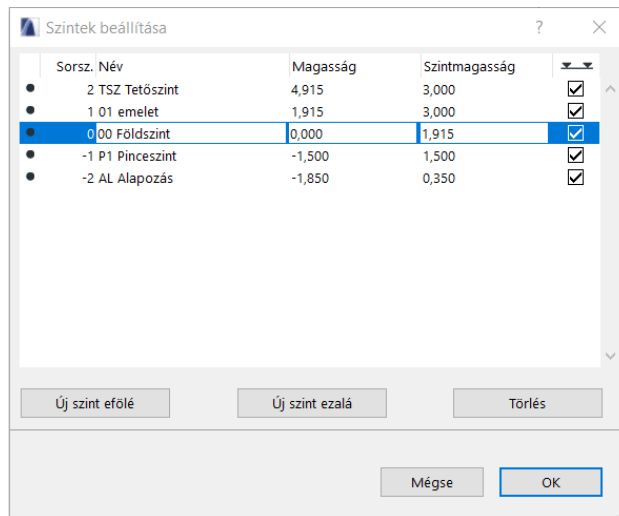 Szintek beállítása ?
Sorsz. Név Magasság Szintmagasság
2 TSZ Tetőszint 4,915 3,000
1 01 emelet 1,915 3,000
0 00 Földszint 0,000 1,915
-1 P1 Pinceszint -1,500 1,500
-2 AL Alapozás -1,850 0,350
Új szint efölé Új szint ezalá Törlés
Mégse OK